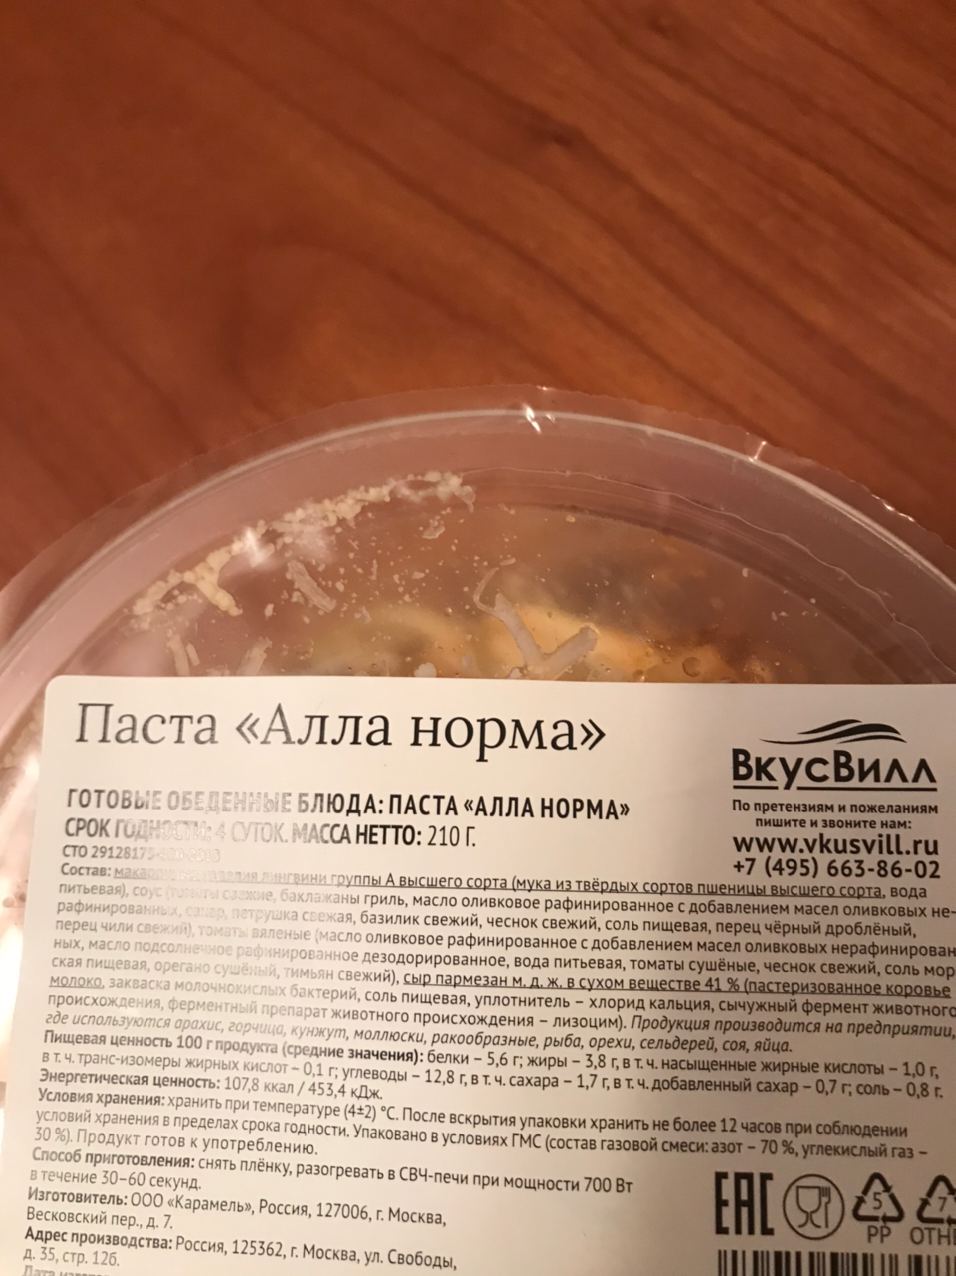 Паста «Алла норма»
ВкусВилл
По претензиям и пожеланиям
пишите и звоните нам:
www.vkusvill.ru
+7 (495) 663-86-02
ГОТОВЫЕ ОБЕДЕННЫЕ БЛЮДА: ПАСТА «АЛЛА НОРМА»
СРОК ГОДНОСТИ: 4 СУТОК. МАССА НЕТТО: 210 Г.
СТО 29128175
Состав: лингвини группы А высшего сорта (мука из твёрдых сортов пшеницы высшего сорта, вода
питьевая), соус (томаты свежие, баклажаны гриль, масло оливковое рафинированное с добавлением масел оливковых не-
рафинированных, сахар, петрушка свежая, базилик свежий, чеснок свежий, соль пищевая, перец чёрный дроблёный,
перец чили свежий), томаты вяленые (масло оливковое рафинированное с добавлением масел оливковых нерафинирован
ных, масло подсолнечное рафинированное дезодорированное, вода питьевая, томаты сушёные, чеснок свежий, соль мор
ская пищевая, орегано сушёный, тимьян свежий), сыр пармезан м. д. ж. в сухом веществе 41 % (пастеризованное коровье
молоко, закваска молочнокислых бактерий, соль пищевая, уплотнитель – хлорид кальция, сычужный фермент животного
происхождения, ферментный препарат животного происхождения – лизоцим). Продукция производится на предприятии,
где используются арахис, горчица, кунжут, моллюски, ракообразные, рыба, орехи, сельдерей, соя, яйца.
Пищевая ценность 100 г продукта (средние значения): белки – 5,6 г; жиры – 3,8 г, в т. ч. насыщенные жирные кислоты – 1,0 г,
в т. ч. транс-изомеры жирных кислот – 0,1 г; углеводы – 12,8 г, в т. ч. сахара – 1,7 г, в т. ч. добавленный сахар – 0,7 г; соль – 0,8 г.
Энергетическая ценность: 107,8 ккал / 453,4 кДж.
Условия хранения: хранить при температуре (4±2) °С. После вскрытия упаковки хранить не более 12 часов при соблюдении
условий хранения в пределах срока годности. Упаковано в условиях ГМС (состав газовой смеси: азот – 70 %, углекислый газ –
30 %). Продукт готов к употреблению.
Способ приготовления: снять плёнку, разогревать в СВЧ-печи при мощности 700 Вт
в течение 30–60 секунд.
Изготовитель: ООО «Карамель», Россия, 127006, г. Москва,
Весковский пер., д. 7.
Адрес производства: Россия, 125362, г. Москва, ул. Свободы,
д. 35, стр. 12б.
EAC
5
PP
7
OTH